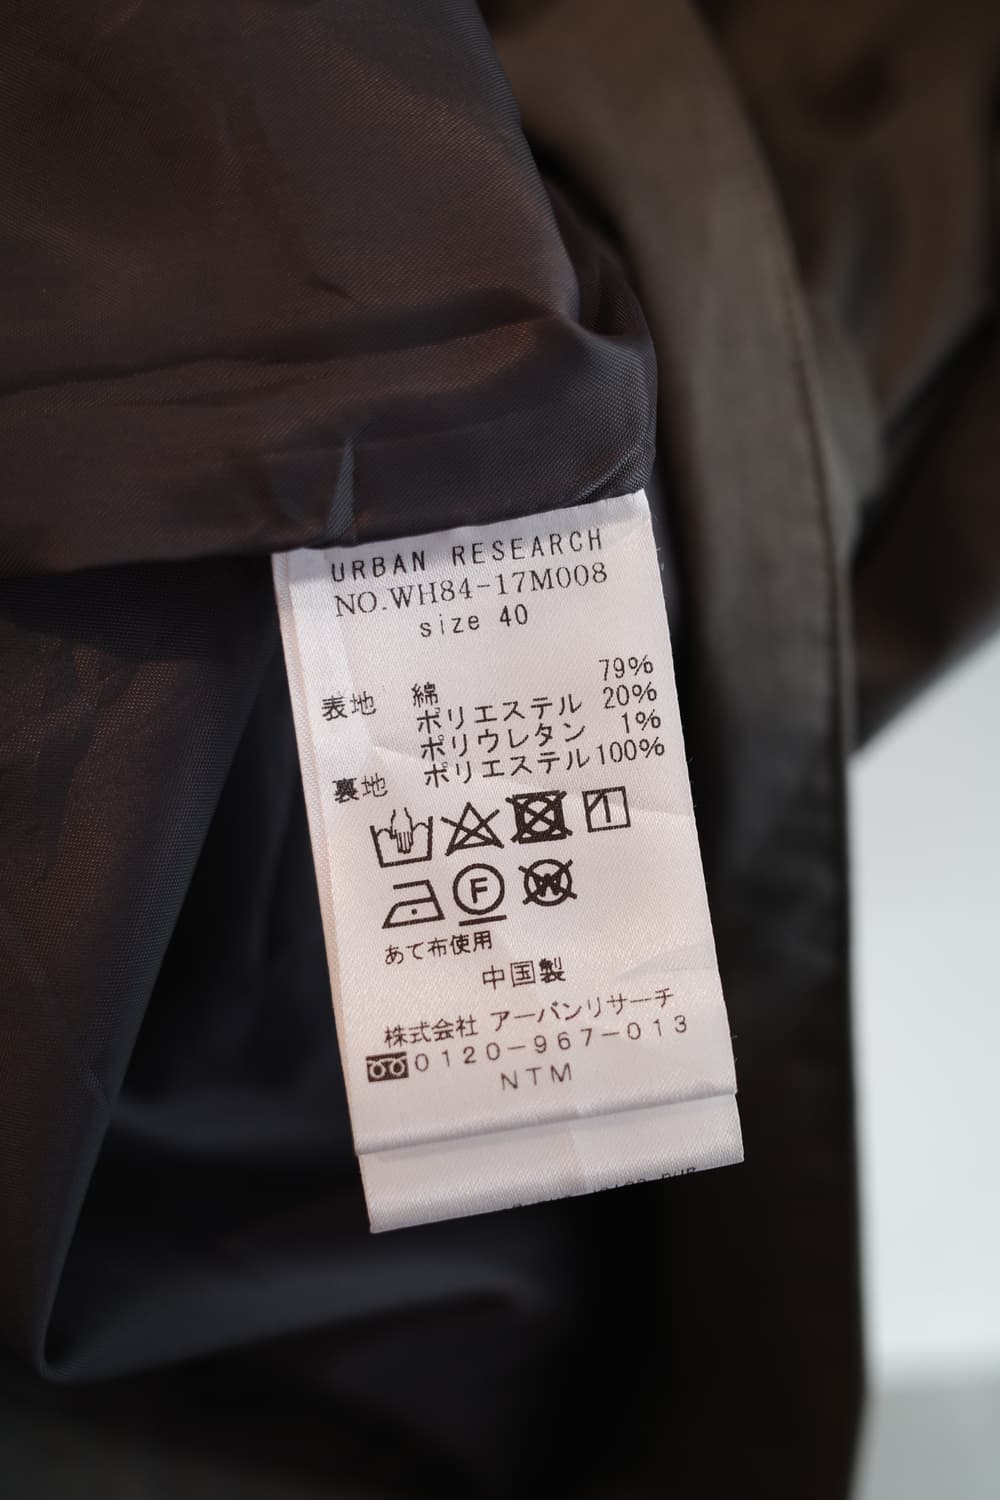 URBAN RESEARCH
NO.WH84-17M008
size 40
表地 綿 79%
ポリエステル 20%
ポリウレタン 1%
裏地 ポリエステル 100%
F W
あて布使用
中国製
株式会社 アーバンリサーチ
0120-967-013
NTM